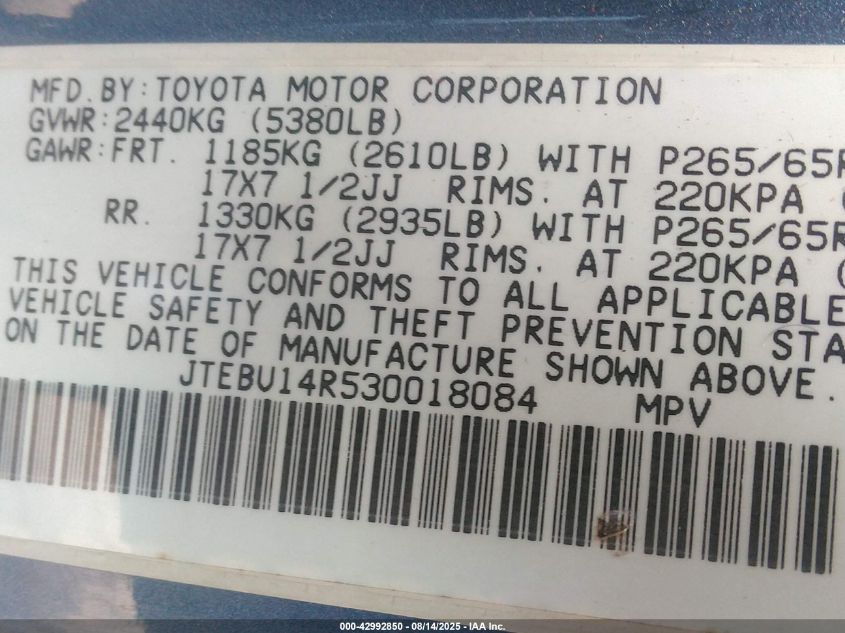 MFD. BY: TOYOTA MOTOR CORPORATION
GVWR: 2440KG (5380LB)
GAWR: FRT. 1185KG (2610LB) WITH P265/65R
17X7 1/2JJ RIMS. AT 220KPA (
RR. 1330KG (2935LB) WITH P265/65R
17X7 1/2JJ RIMS. AT 220KPA (
THIS VEHICLE CONFORMS TO ALL APPLICABLE
VEHICLE SAFETY AND THEFT PREVENTION STA
ON THE DATE OF MANUFACTURE SHOWN ABOVE.
JTEBU14R530018084 MPV
000-42992850 - 08/14/2025 - IAA Inc.